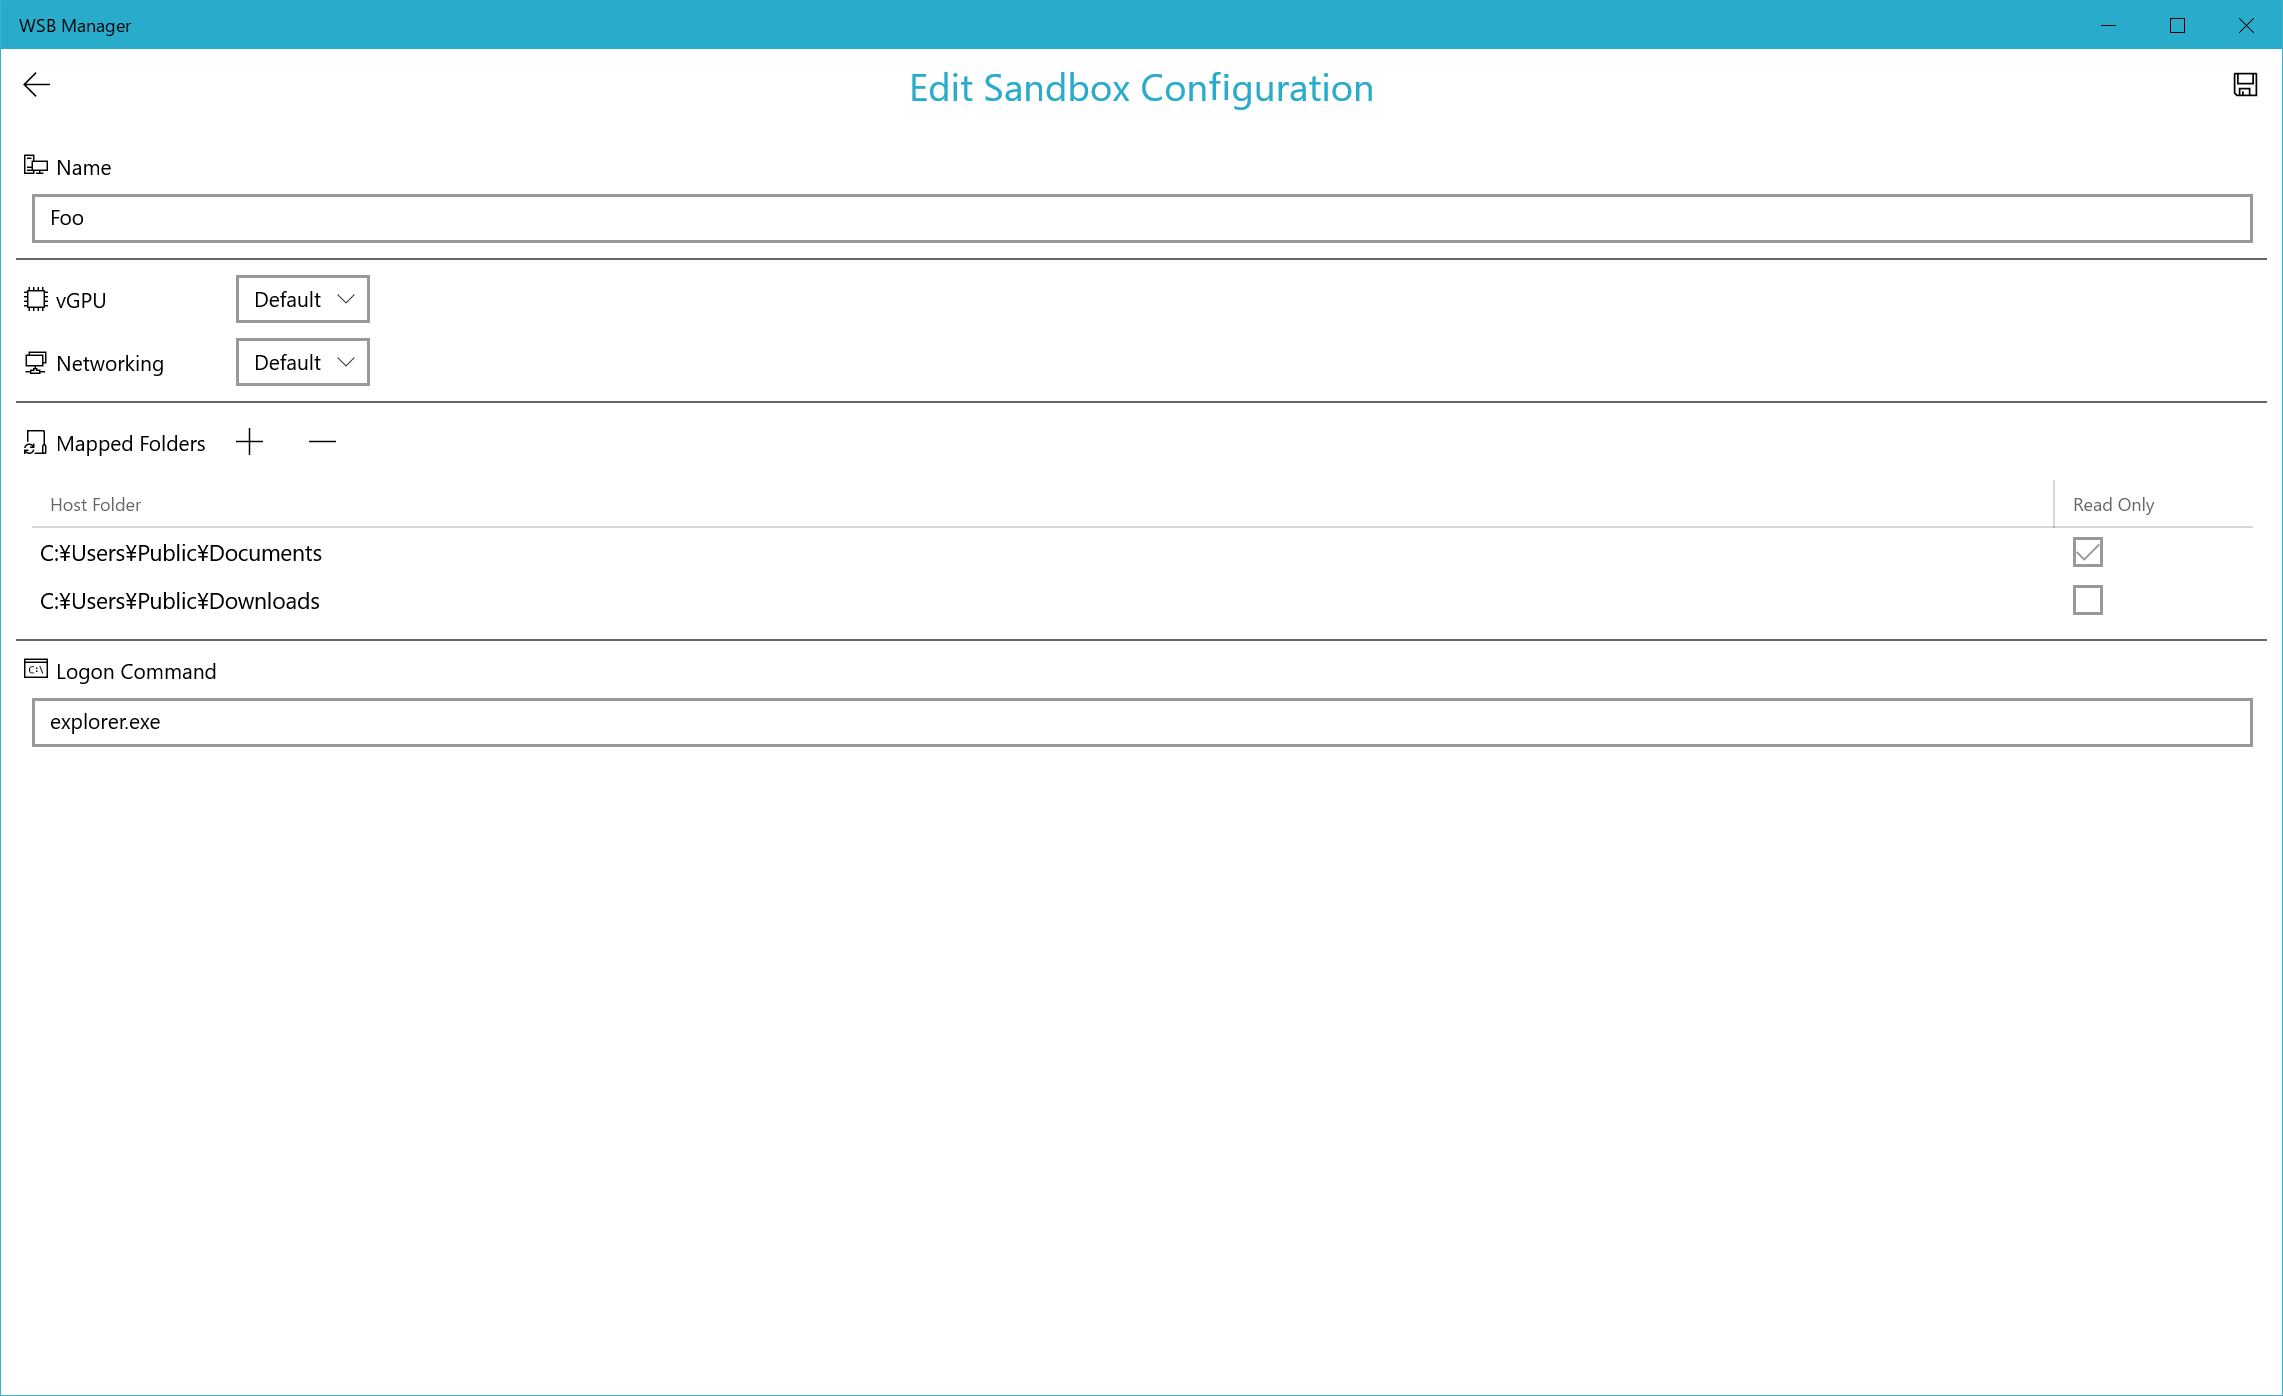 WSB Manager
Edit Sandbox Configuration
Name
Foo
vGPU Default
Networking Default
Mapped Folders
Host Folder Read Only
C:¥Users¥Public¥Documents
C:¥Users¥Public¥Downloads
C:\ Logon Command
explorer.exe